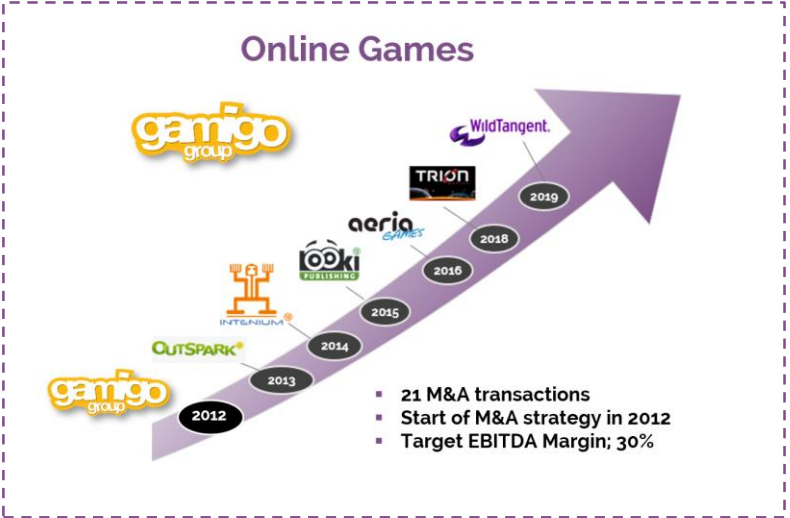 Online Games
gamigo
group
WildTangent.
TRION
2019
aeria
GAMES
2018
looki
PUBLISHING
2016
INTENIUM
2015
OUTSPARK
2014
gamigo
group
2013
2012
▪ 21 M&A transactions
▪ Start of M&A strategy in 2012
▪ Target EBITDA Margin; 30%